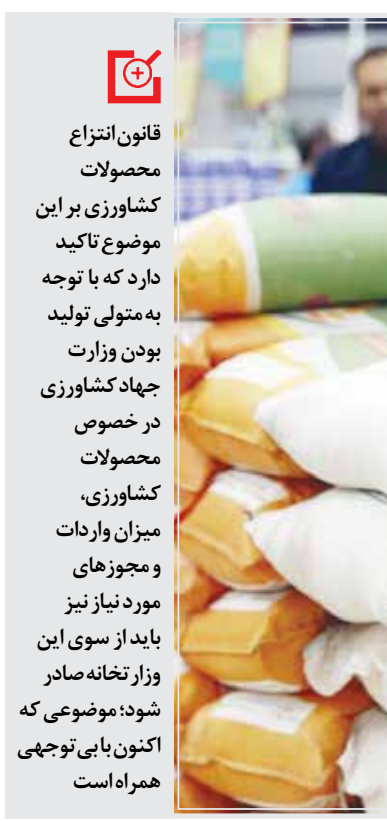 قانون انتزاع
محصولات
کشاورزی بر این
موضوع تاکید
دارد که با توجه
به متولی تولید
بودن وزارت
جهاد کشاورزی
در خصوص
محصولات
کشاورزی،
میزان واردات
و مجوزهای
مورد نیاز نیز
باید از سوی این
وزارتخانه صادر
شود؛ موضوعی که
اکنون با بی‌توجهی
همراه است